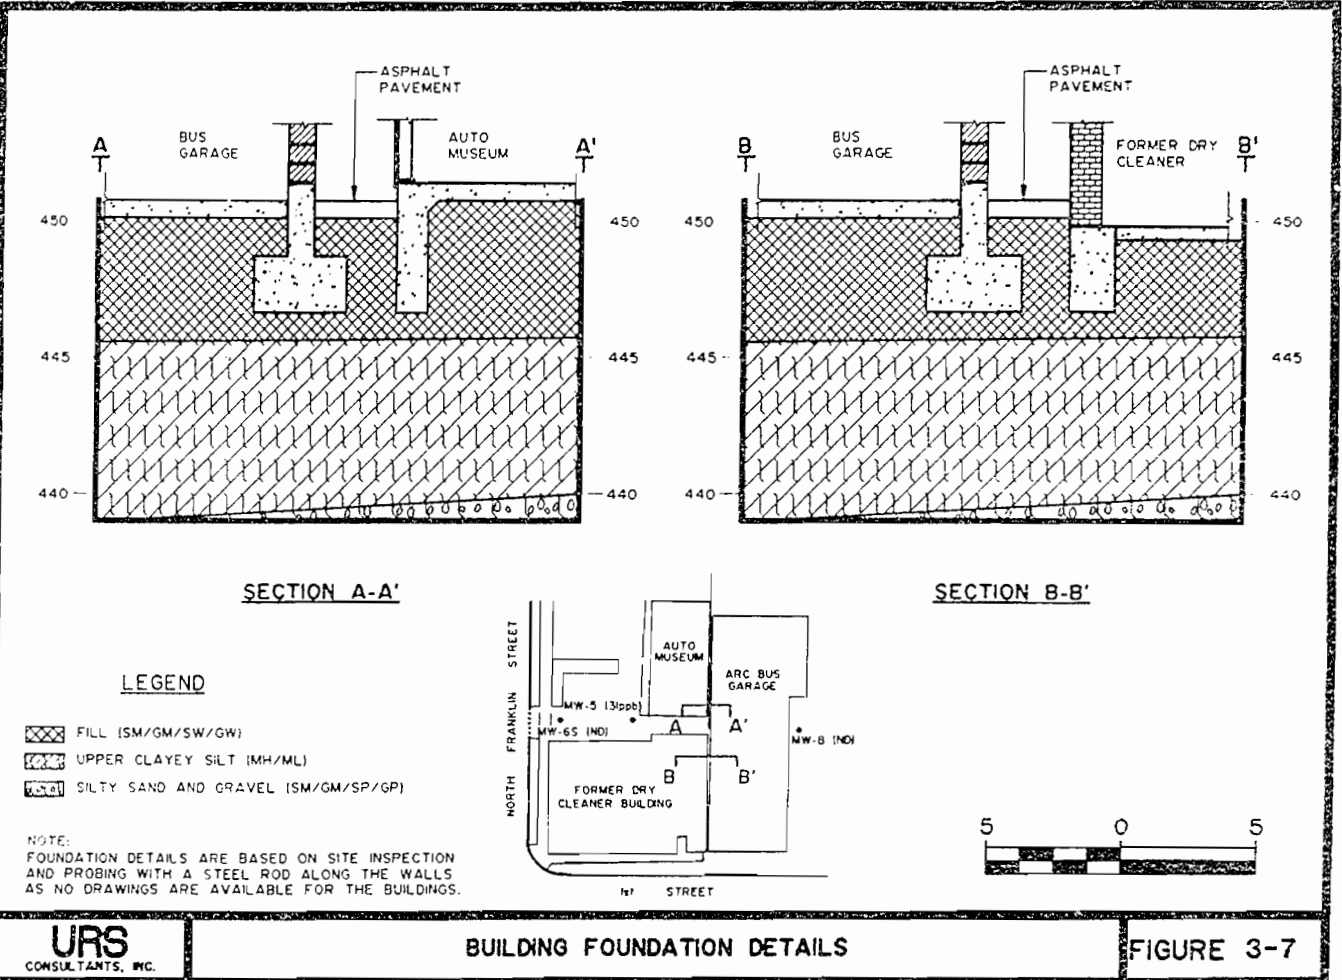 ASPHALT
PAVEMENT
A
BUS
GARAGE
AUTO
MUSEUM
A'
450
450
445
445
440
440
SECTION A-A'
ASPHALT
PAVEMENT
B
BUS
GARAGE
FORMER DRY
CLEANER
B'
450
450
445
445
440
440
SECTION B-B'
NORTH FRANKLIN STREET
AUTO
MUSEUM
ARC BUS
GARAGE
MW-5 (31ppb)
MW-6S (ND)
A
A'
MW-8 (ND)
B
B'
FORMER DRY
CLEANER BUILDING
1st STREET
LEGEND
FILL (SM/GM/SW/GW)
UPPER CLAYEY SILT (MH/ML)
SILTY SAND AND GRAVEL (SM/GM/SP/GP)
NOTE:
FOUNDATION DETAILS ARE BASED ON SITE INSPECTION
AND PROBING WITH A STEEL ROD ALONG THE WALLS
AS NO DRAWINGS ARE AVAILABLE FOR THE BUILDINGS.
5 0 5
URS
CONSULTANTS, INC.
BUILDING FOUNDATION DETAILS
FIGURE 3-7